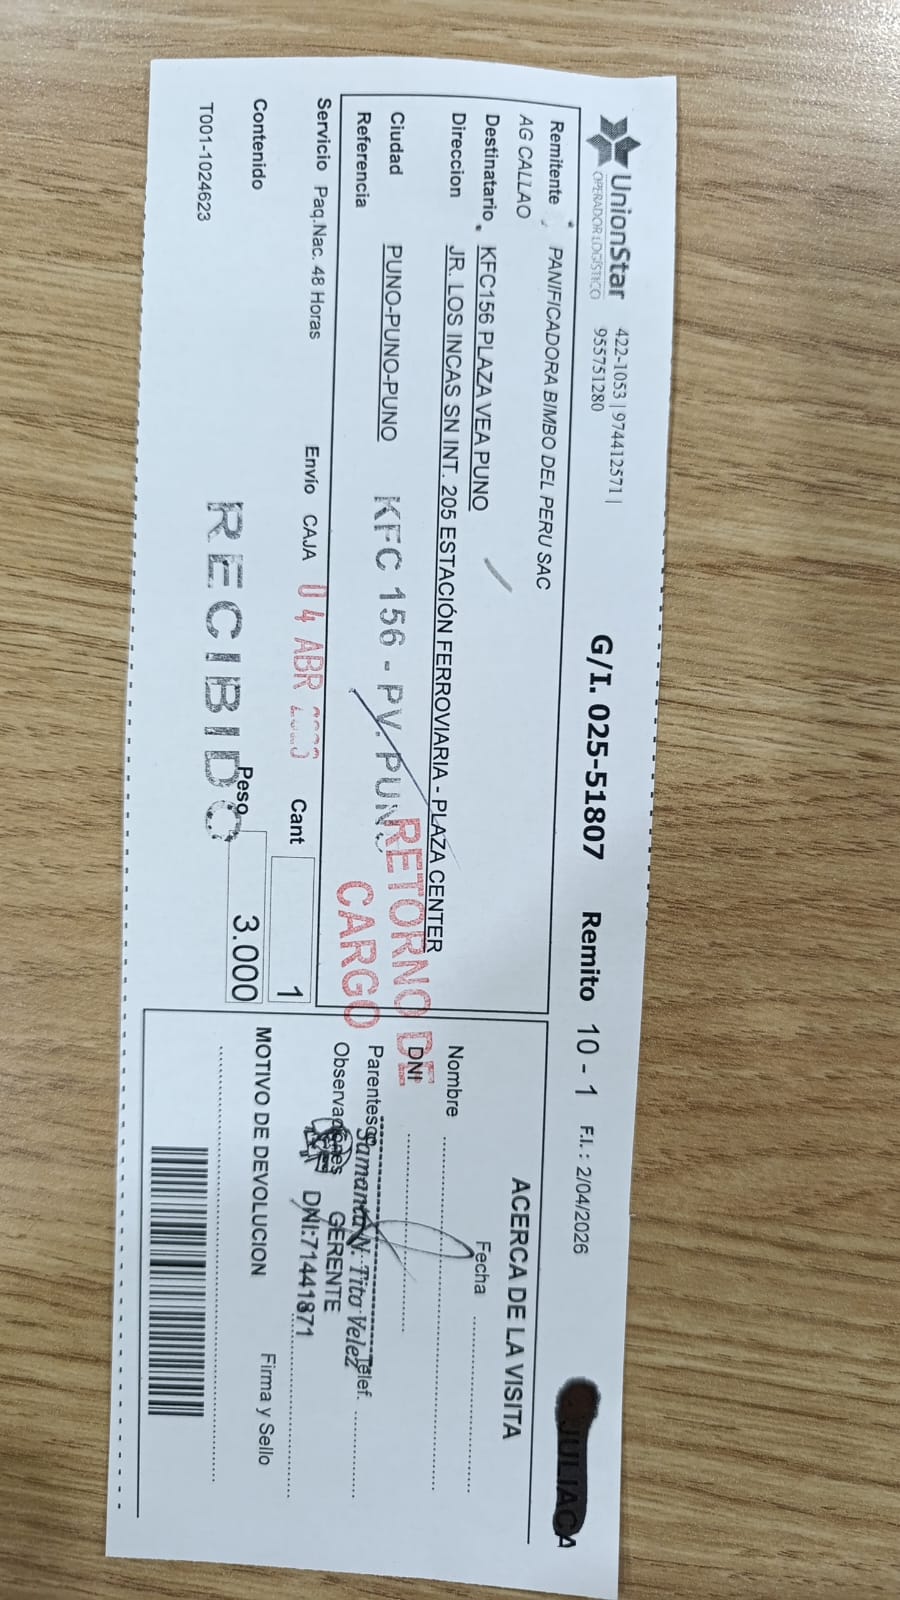 UnionStar
OPERADOR LOGÍSTICO
422-1053 | 974412571 |
955751280
G/I. 025-51807 Remito 10 - 1 F.I. : 2/04/2026
JULIACA
Remitente : PANIFICADORA BIMBO DEL PERU SAC
AG CALLAO
Destinatario KFC156 PLAZA VEA PUNO
Direccion JR. LOS INCAS SN INT. 205 ESTACIÓN FERROVIARIA - PLAZA CENTER
Ciudad PUNO-PUNO-PUNO
Referencia
KFC 156 - PV. PUNO
RETORNO DE
CARGO
Servicio Paq.Nac. 48 Horas Envío CAJA Cant 1
04 ABR
Contenido Peso 3.000
RECIBIDO
T001-1024623
ACERCA DE LA VISITA
Fecha
Nombre
DNI
Parentesco Telef.
Observaciones
Samanta N. Tito Velez
GERENTE
DNI:71441871
MOTIVO DE DEVOLUCION Firma y Sello